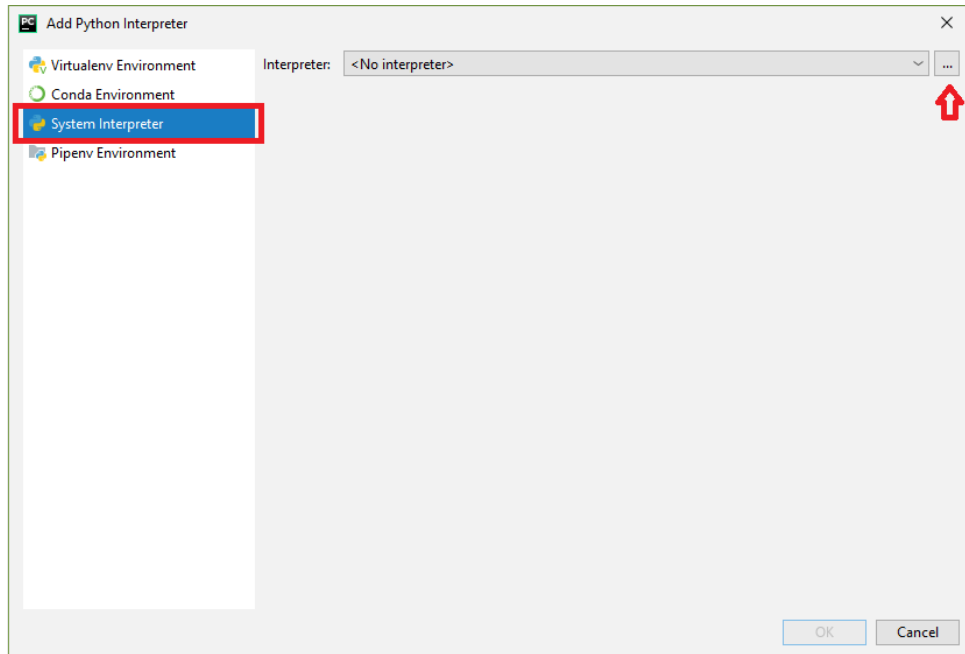 PC Add Python Interpreter
Virtualenv Environment
Interpreter: <No interpreter> ...
Conda Environment
System Interpreter
Pipenv Environment
OK Cancel